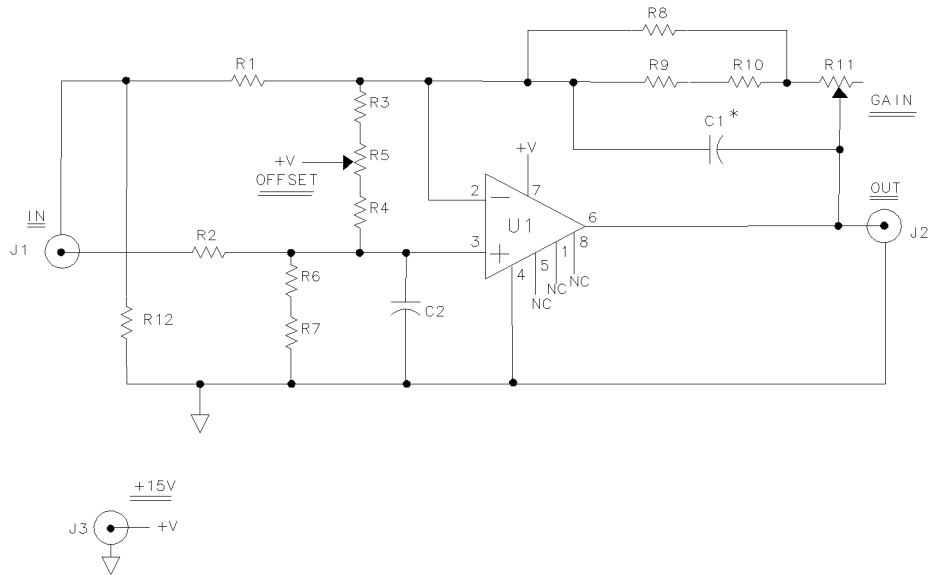 R8
R1
R9
R10
R11
R3
GAIN
C1*
+V
R5
+V
OFFSET
2
7
OUT
IN
R4
U1
6
J1
R2
3
J2
1
8
5
4
R6
NC
NC
NC
C2
R12
R7
+15V
J3
+V